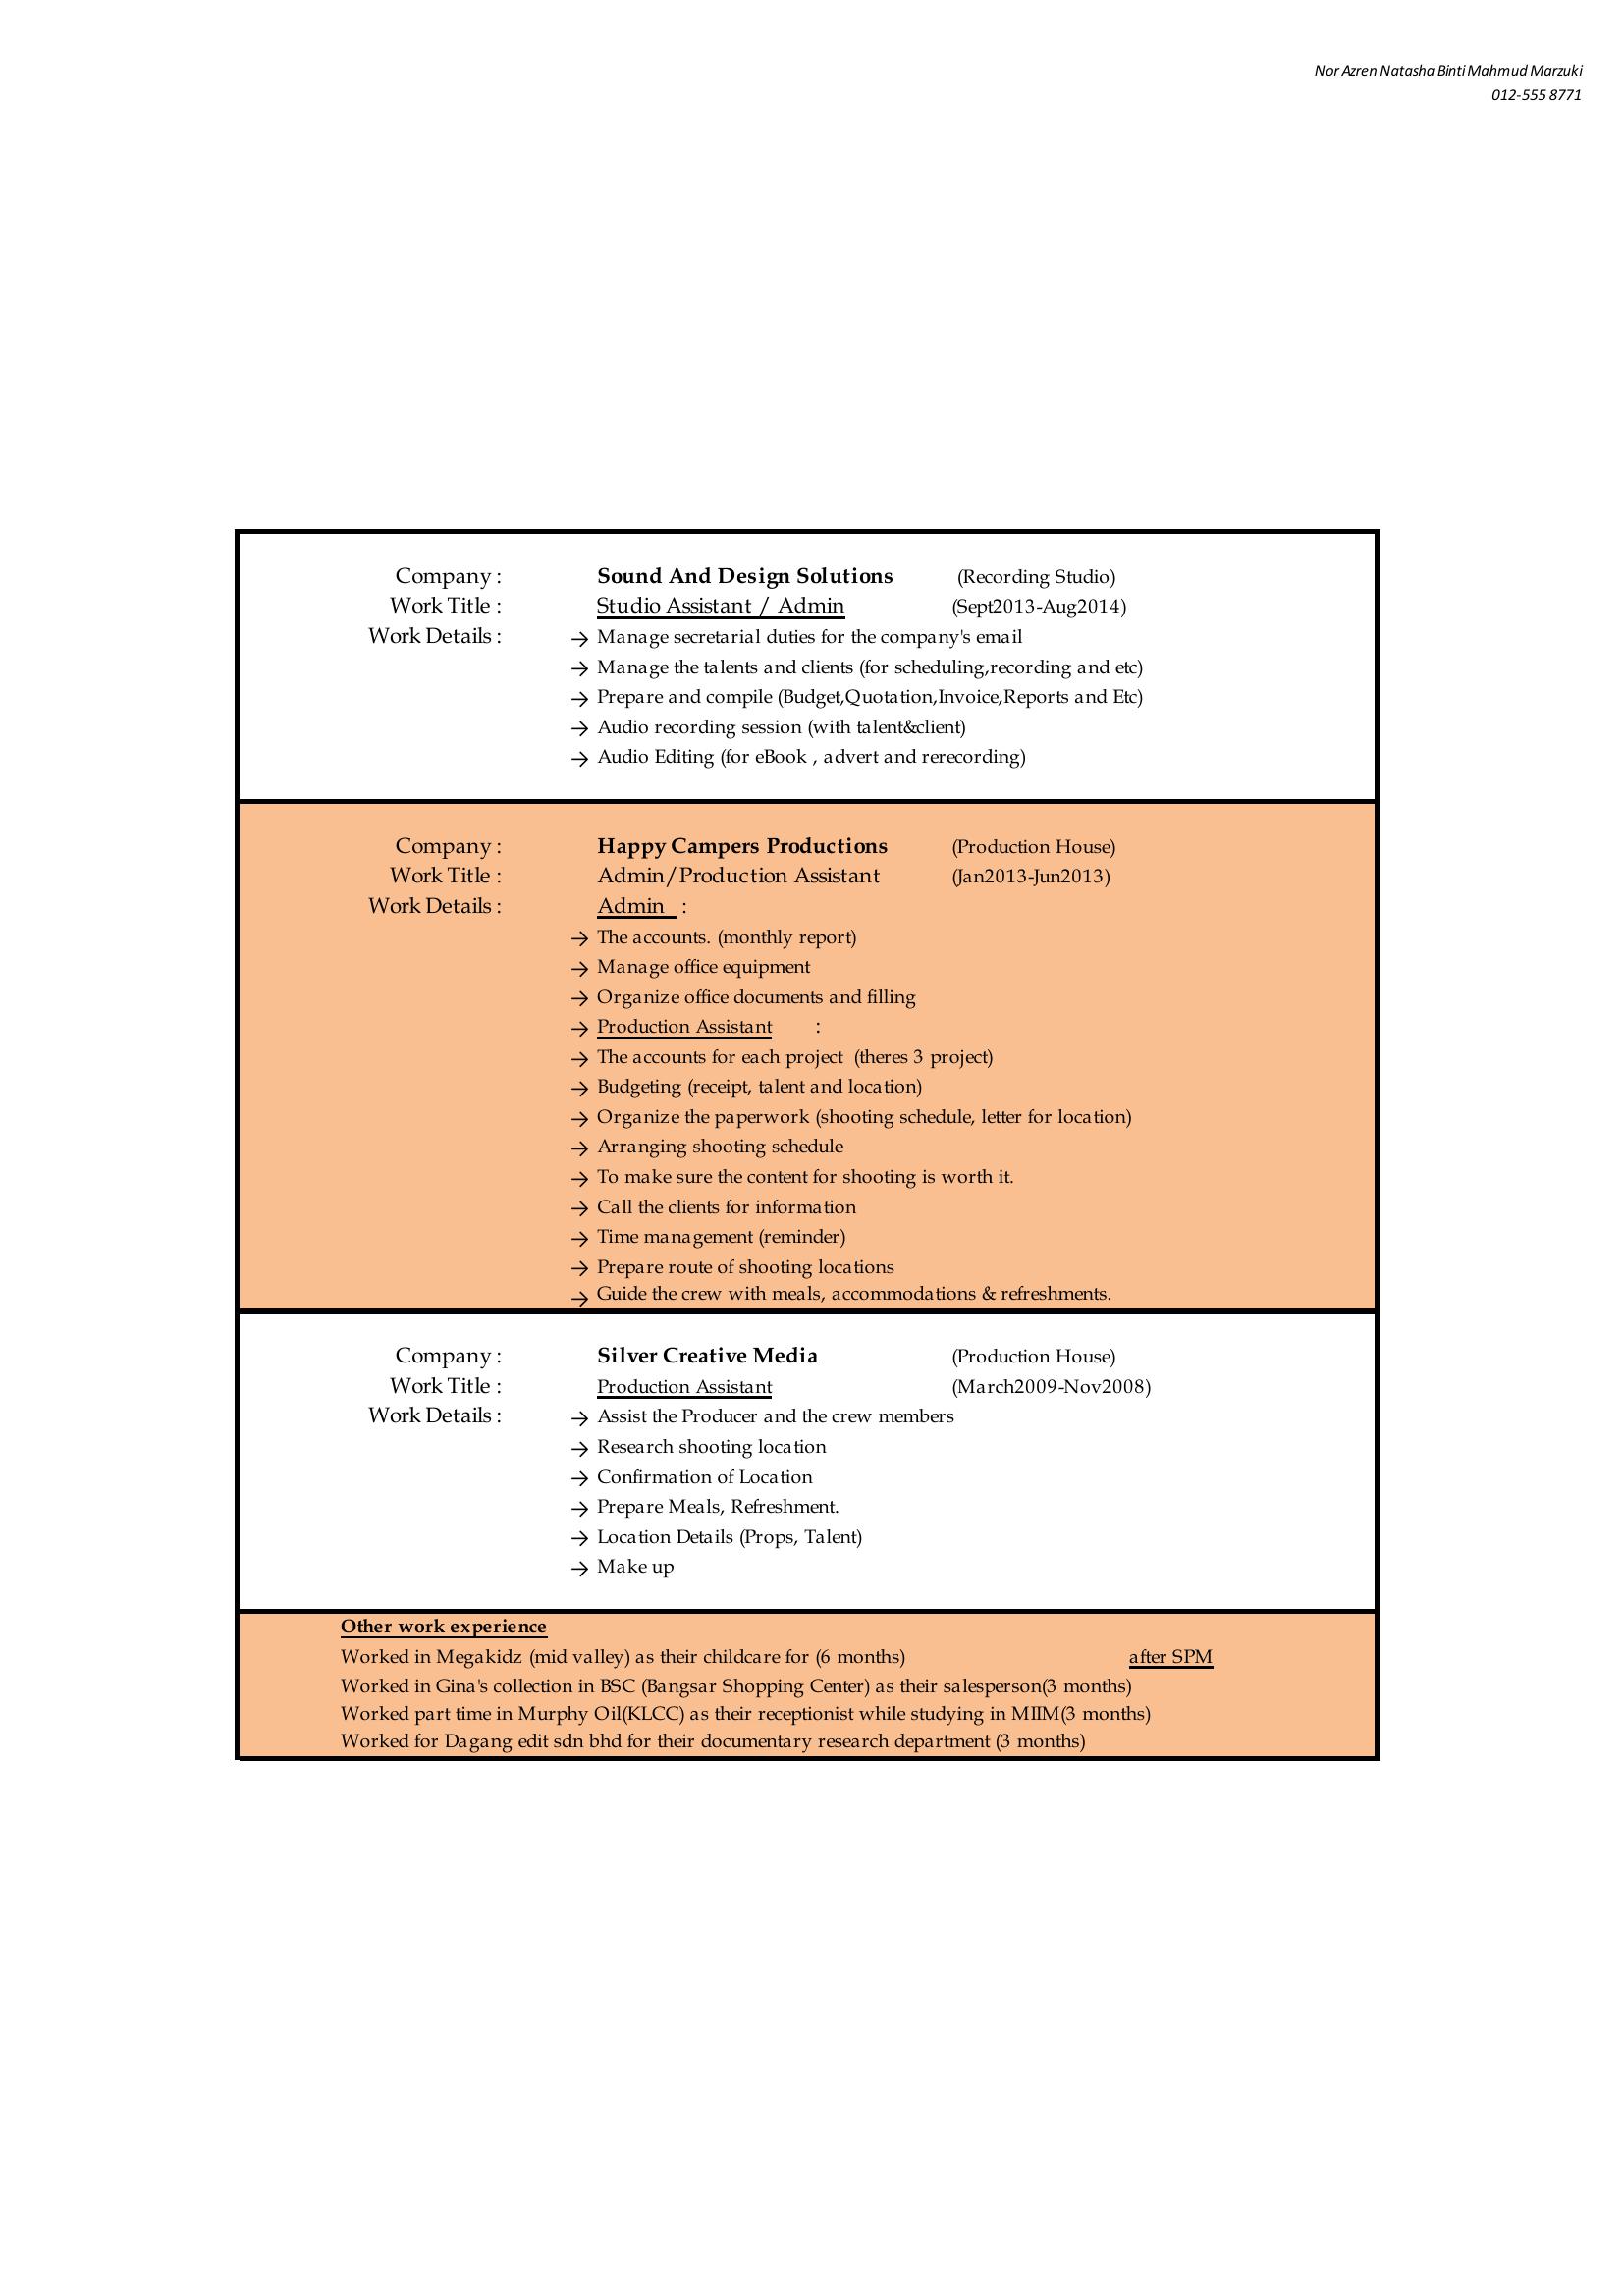 Nor Azren Natasha Binti Mahmud Marzuki
012-555 8771
Company : Sound And Design Solutions (Recording Studio)
Work Title : Studio Assistant / Admin (Sept2013-Aug2014)
Work Details : → Manage secretarial duties for the company's email
→ Manage the talents and clients (for scheduling,recording and etc)
→ Prepare and compile (Budget,Quotation,Invoice,Reports and Etc)
→ Audio recording session (with talent&client)
→ Audio Editing (for eBook , advert and rerecording)
Company : Happy Campers Productions (Production House)
Work Title : Admin/Production Assistant (Jan2013-Jun2013)
Work Details : Admin :
→ The accounts. (monthly report)
→ Manage office equipment
→ Organize office documents and filling
→ Production Assistant :
→ The accounts for each project (theres 3 project)
→ Budgeting (receipt, talent and location)
→ Organize the paperwork (shooting schedule, letter for location)
→ Arranging shooting schedule
→ To make sure the content for shooting is worth it.
→ Call the clients for information
→ Time management (reminder)
→ Prepare route of shooting locations
→ Guide the crew with meals, accommodations & refreshments.
Company : Silver Creative Media (Production House)
Work Title : Production Assistant (March2009-Nov2008)
Work Details : → Assist the Producer and the crew members
→ Research shooting location
→ Confirmation of Location
→ Prepare Meals, Refreshment.
→ Location Details (Props, Talent)
→ Make up
Other work experience
Worked in Megakidz (mid valley) as their childcare for (6 months) after SPM
Worked in Gina's collection in BSC (Bangsar Shopping Center) as their salesperson(3 months)
Worked part time in Murphy Oil(KLCC) as their receptionist while studying in MIIM(3 months)
Worked for Dagang edit sdn bhd for their documentary research department (3 months)